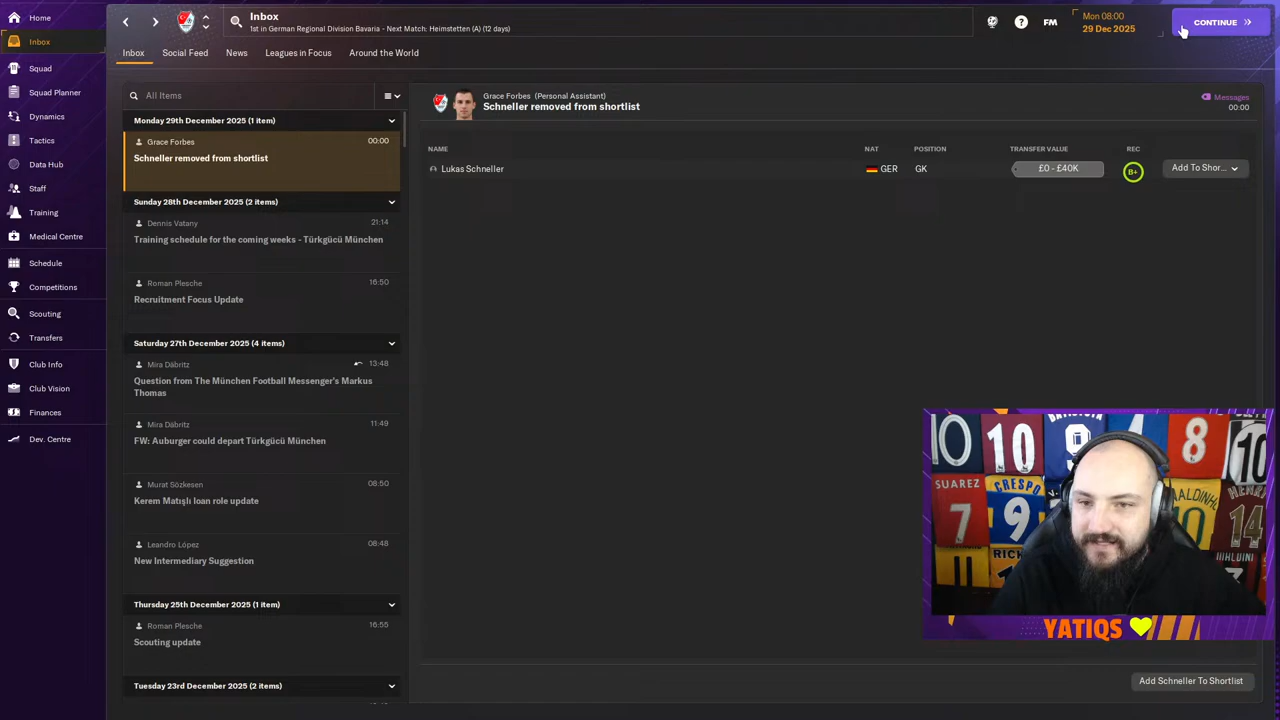 Home
Inbox
Squad
Squad Planner
Dynamics
Tactics
Data Hub
Staff
Training
Medical Centre
Schedule
Competitions
Scouting
Transfers
Club Info
Club Vision
Finances
Dev. Centre
Inbox
1st in German Regional Division Bavaria - Next Match: Heimstetten (A) (12 days)
FM
Mon 08:00
29 Dec 2025
CONTINUE
Inbox
Social Feed
News
Leagues in Focus
Around the World
All Items
Monday 29th December 2025 (1 item)
Grace Forbes 00:00
Schneller removed from shortlist
Sunday 28th December 2025 (2 items)
Dennis Vatany 21:14
Training schedule for the coming weeks - Türkgücü München
Roman Plesche 16:50
Recruitment Focus Update
Saturday 27th December 2025 (4 items)
Mira Däbritz 13:48
Question from The München Football Messenger's Markus
Thomas
Mira Däbritz 11:49
FW: Auburger could depart Türkgücü München
Murat Sözkesen 08:50
Kerem Matışlı loan role update
Leandro López 08:48
New Intermediary Suggestion
Thursday 25th December 2025 (1 item)
Roman Plesche 16:55
Scouting update
Tuesday 23rd December 2025 (2 items)
Grace Forbes (Personal Assistant)
Schneller removed from shortlist
Messages
00:00
NAME NAT POSITION TRANSFER VALUE REC
Lukas Schneller GER GK £0 - £40K B+ Add To Shor...
10
10
9
8
10
SUAREZ
7
CRESPO
9
10
14
11
YATIQS
Add Schneller To Shortlist